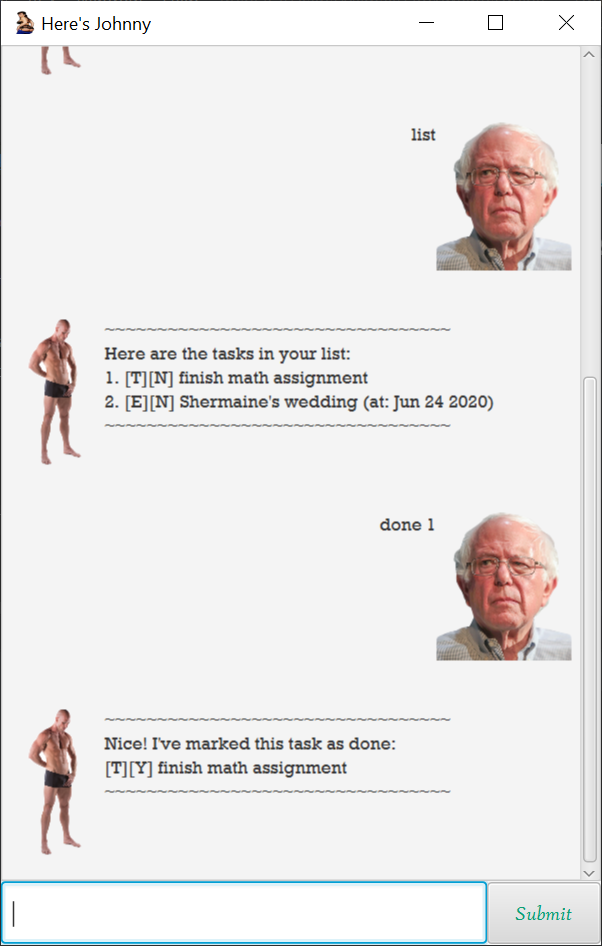 Here's Johnny
list
~~~~~~~~~~~~~~~~~~~~~~~~~~~~~~~~~
Here are the tasks in your list:
1. [T][N] finish math assignment
2. [E][N] Shermaine's wedding (at: Jun 24 2020)
~~~~~~~~~~~~~~~~~~~~~~~~~~~~~~~~~
done 1
~~~~~~~~~~~~~~~~~~~~~~~~~~~~~~~~~
Nice! I've marked this task as done:
[T][Y] finish math assignment
~~~~~~~~~~~~~~~~~~~~~~~~~~~~~~~~~
Submit